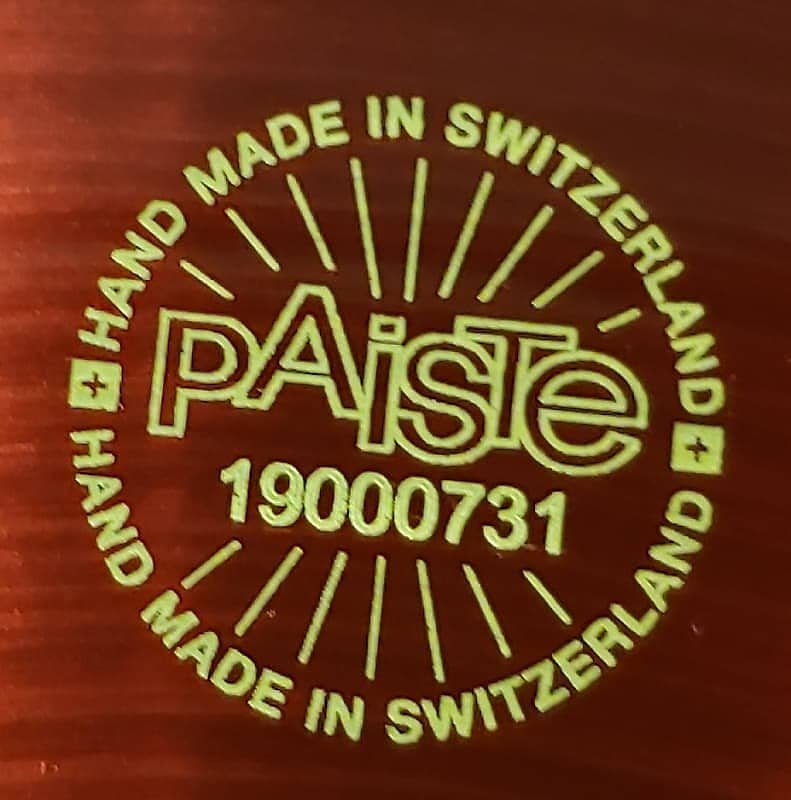 HAND MADE IN SWITZERLAND
PAiSTe
19000731
HAND MADE IN SWITZERLAND